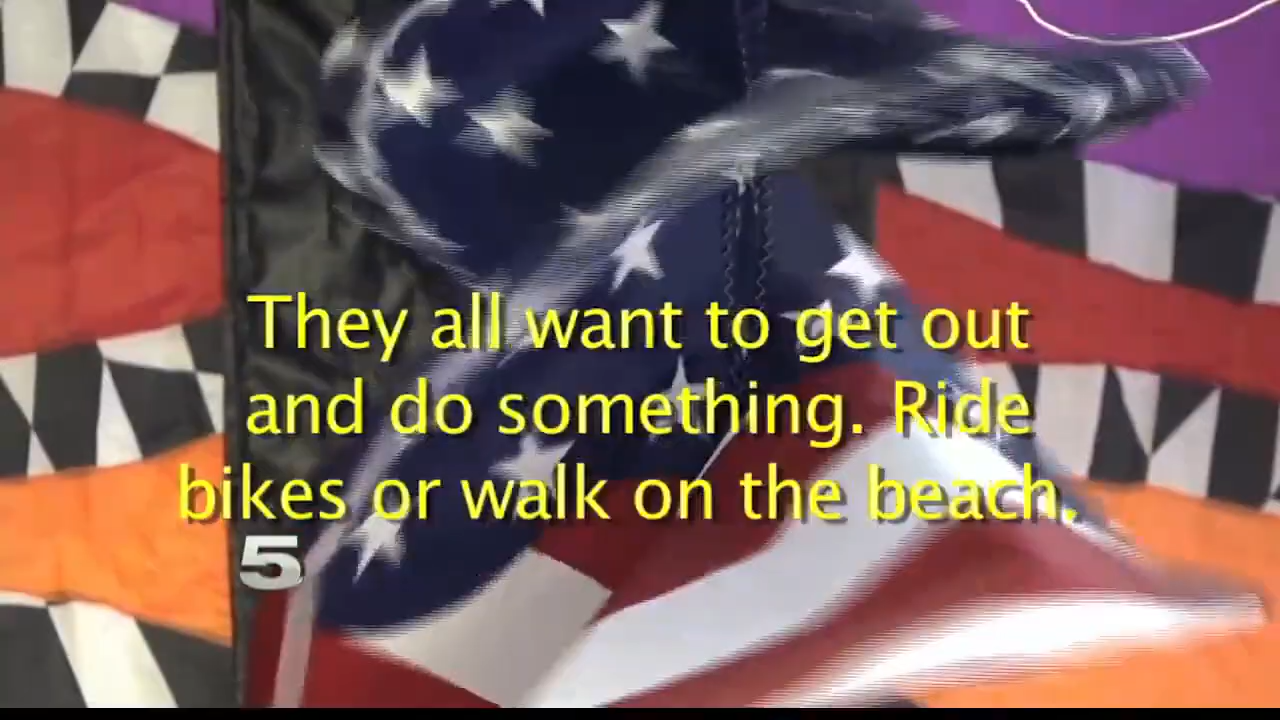 They all want to get out
and do something. Ride
bikes or walk on the beach.
5